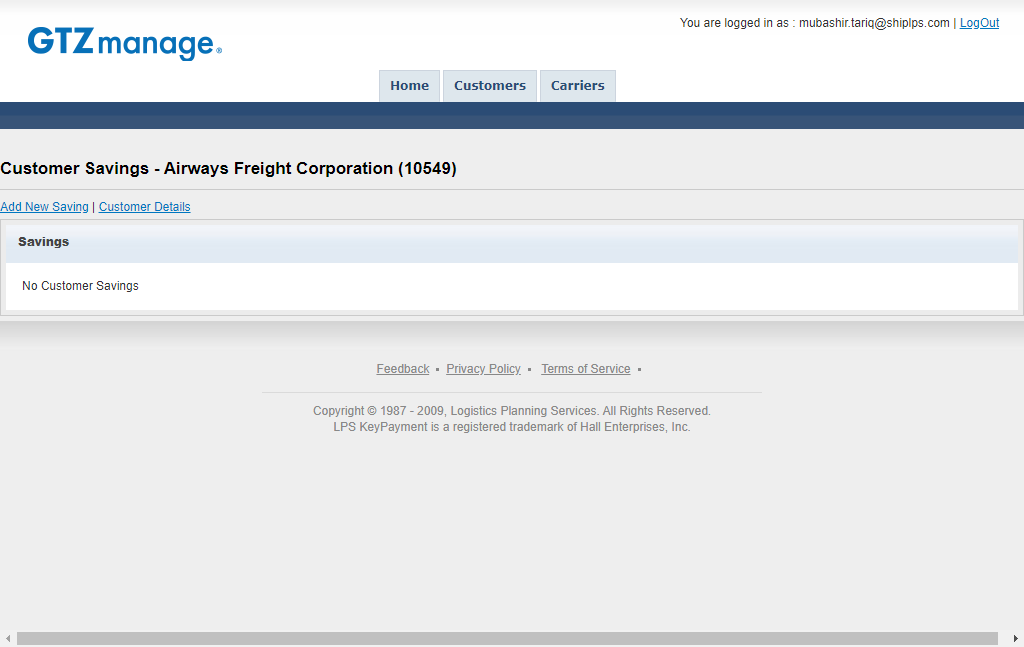 You are logged in as : mubashir.tariq@shiplps.com | LogOut
GTZmanage®
Home Customers Carriers
Customer Savings - Airways Freight Corporation (10549)
Add New Saving | Customer Details
Savings
No Customer Savings
Feedback ▪ Privacy Policy ▪ Terms of Service ▪
Copyright © 1987 - 2009, Logistics Planning Services. All Rights Reserved.
LPS KeyPayment is a registered trademark of Hall Enterprises, Inc.